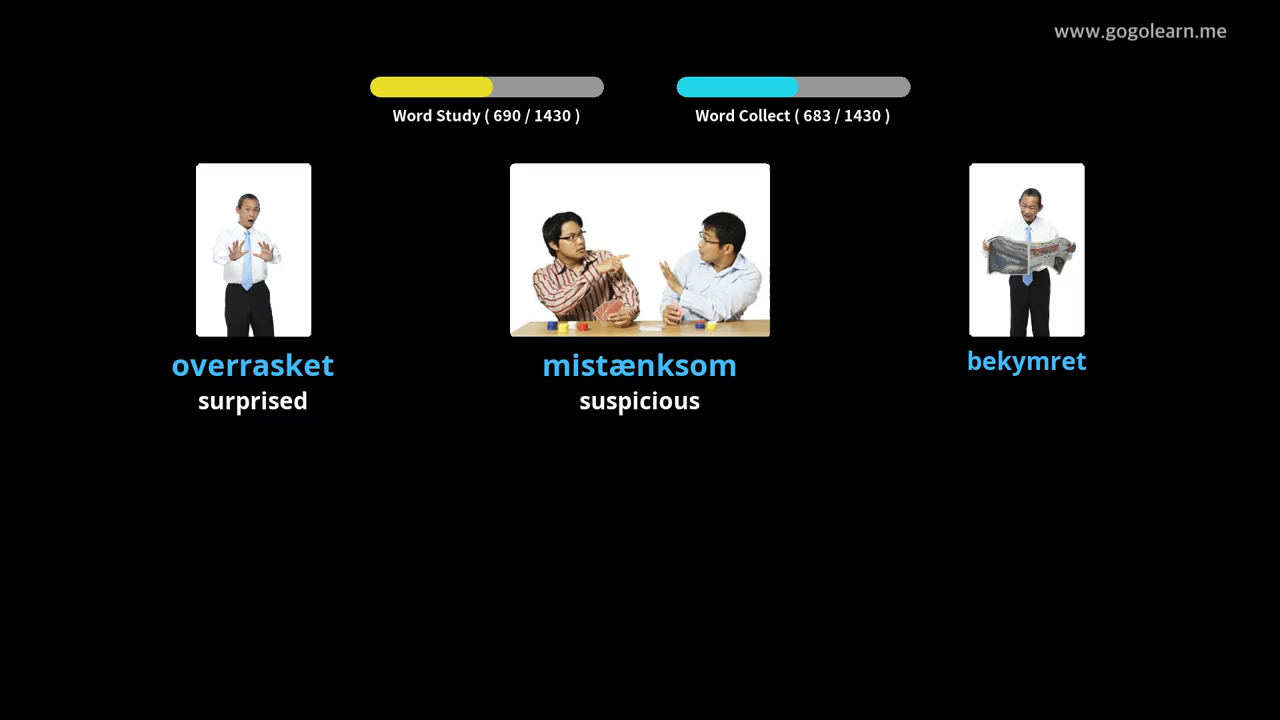 www.gogolearn.me
Word Study ( 690 / 1430 )
Word Collect ( 683 / 1430 )
overrasket
surprised
mistænksom
suspicious
bekymret